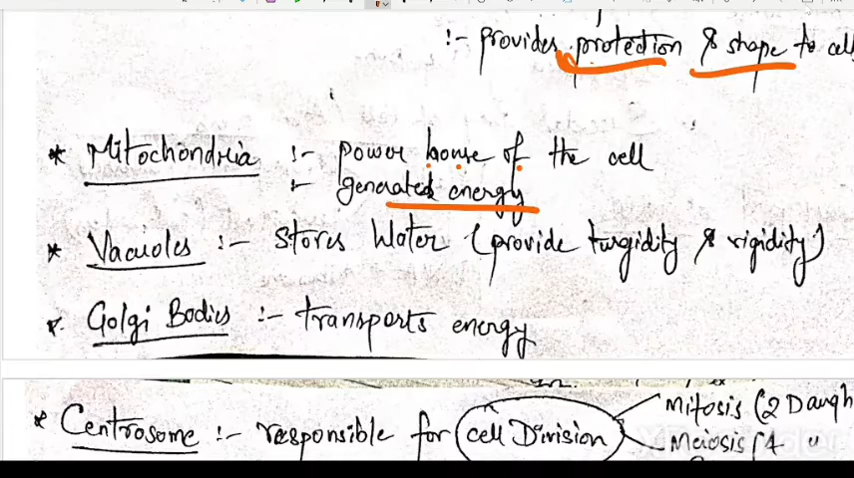 :- provides protection & shape to cell
* Mitochondria :- power house of the cell
:- generated energy
* Vacuoles :- Stores Water (provide turgidity & rigidity)
* Golgi Bodies :- transports energy
* Centrosome :- responsible for cell Division
Mitosis (2 Daugh
Meiosis (4 "